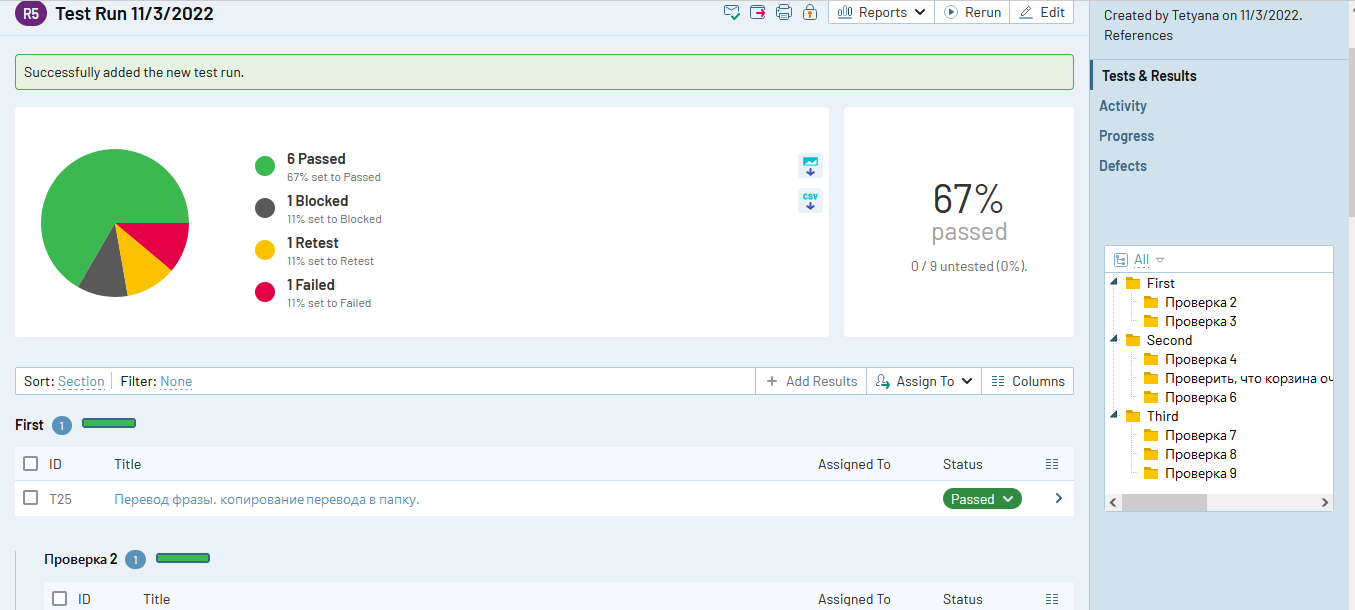 R5 Test Run 11/3/2022
Reports Rerun Edit
Successfully added the new test run.
6 Passed
67% set to Passed
1 Blocked
11% set to Blocked
1 Retest
11% set to Retest
1 Failed
11% set to Failed
CSV
67%
passed
0 / 9 untested (0%).
Sort: Section Filter: None
Add Results Assign To Columns
First 1
ID Title Assigned To Status
T25 Перевод фразы. копирование перевода в папку. Passed
Проверка 2 1
ID Title Assigned To Status
Created by Tetyana on 11/3/2022.
References
Tests & Results
Activity
Progress
Defects
All
First
Проверка 2
Проверка 3
Second
Проверка 4
Проверить, что корзина оч
Проверка 6
Third
Проверка 7
Проверка 8
Проверка 9